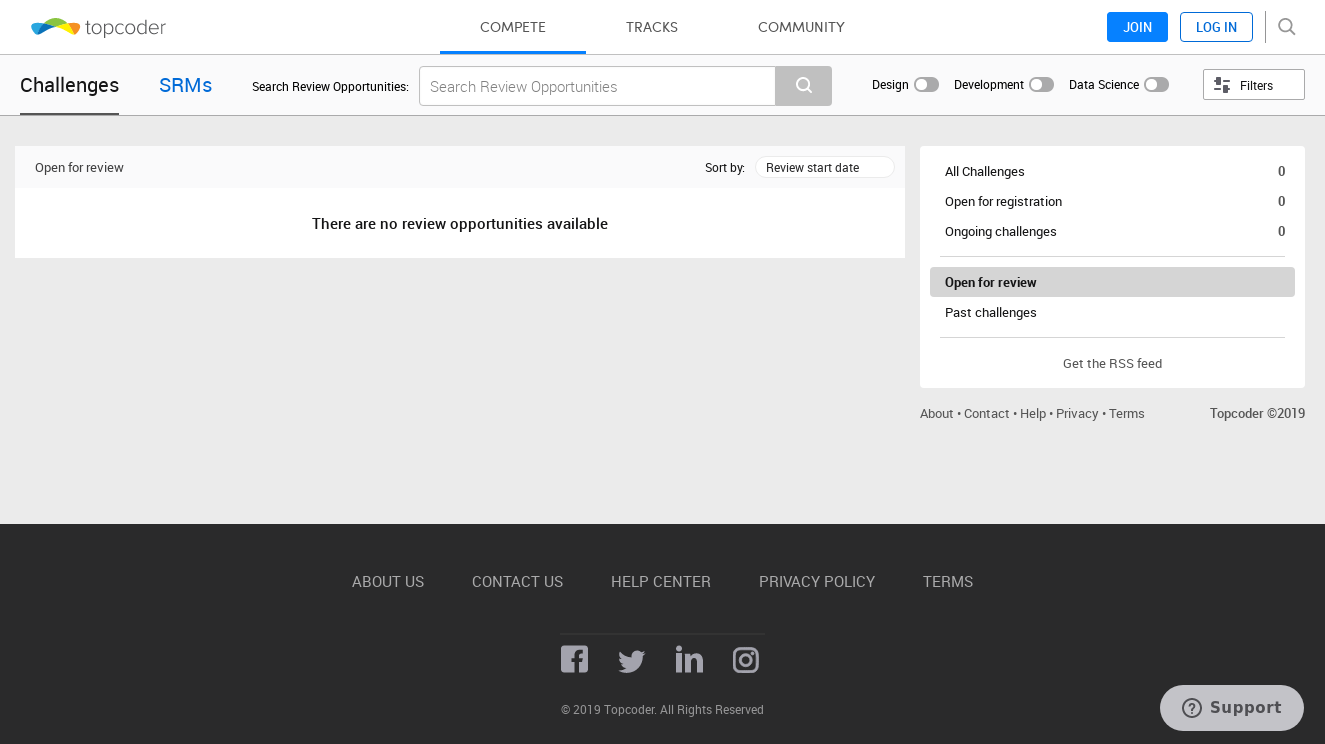 topcoder
COMPETE
TRACKS
COMMUNITY
JOIN
LOG IN
Challenges
SRMs
Search Review Opportunities:
Search Review Opportunities
Design
Development
Data Science
Filters
Open for review
Sort by:
Review start date
There are no review opportunities available
All Challenges 0
Open for registration 0
Ongoing challenges 0
Open for review
Past challenges
Get the RSS feed
About • Contact • Help • Privacy • Terms
Topcoder ©2019
ABOUT US
CONTACT US
HELP CENTER
PRIVACY POLICY
TERMS
© 2019 Topcoder. All Rights Reserved
Support